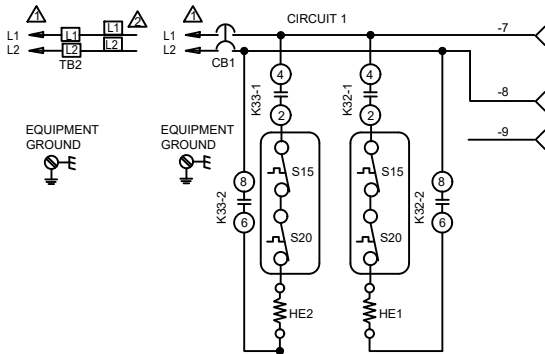 1 2 1 CIRCUIT 1
L1 L1 L2 L1 -7
L2 L2 L2
TB2 CB1
4 4 -8
K33-1 K32-1
2 2
EQUIPMENT GROUND EQUIPMENT GROUND -9
S15 S15
8 8
K33-2 K32-2
6 6
S20 S20
HE2 HE1